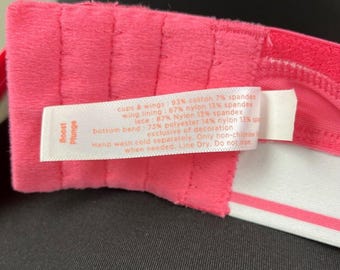 Boost
Plunge
cups & wings : 93% cotton 7% spandex
wing lining : 87% nylon 13% spandex
lace : 87% Nylon 13% spandex
bottom band : 75% polyester 14% nylon 11% spa
exclusive of decoration
Hand wash cold separately. Only non-chlorine b
when needed. Line Dry. Do not